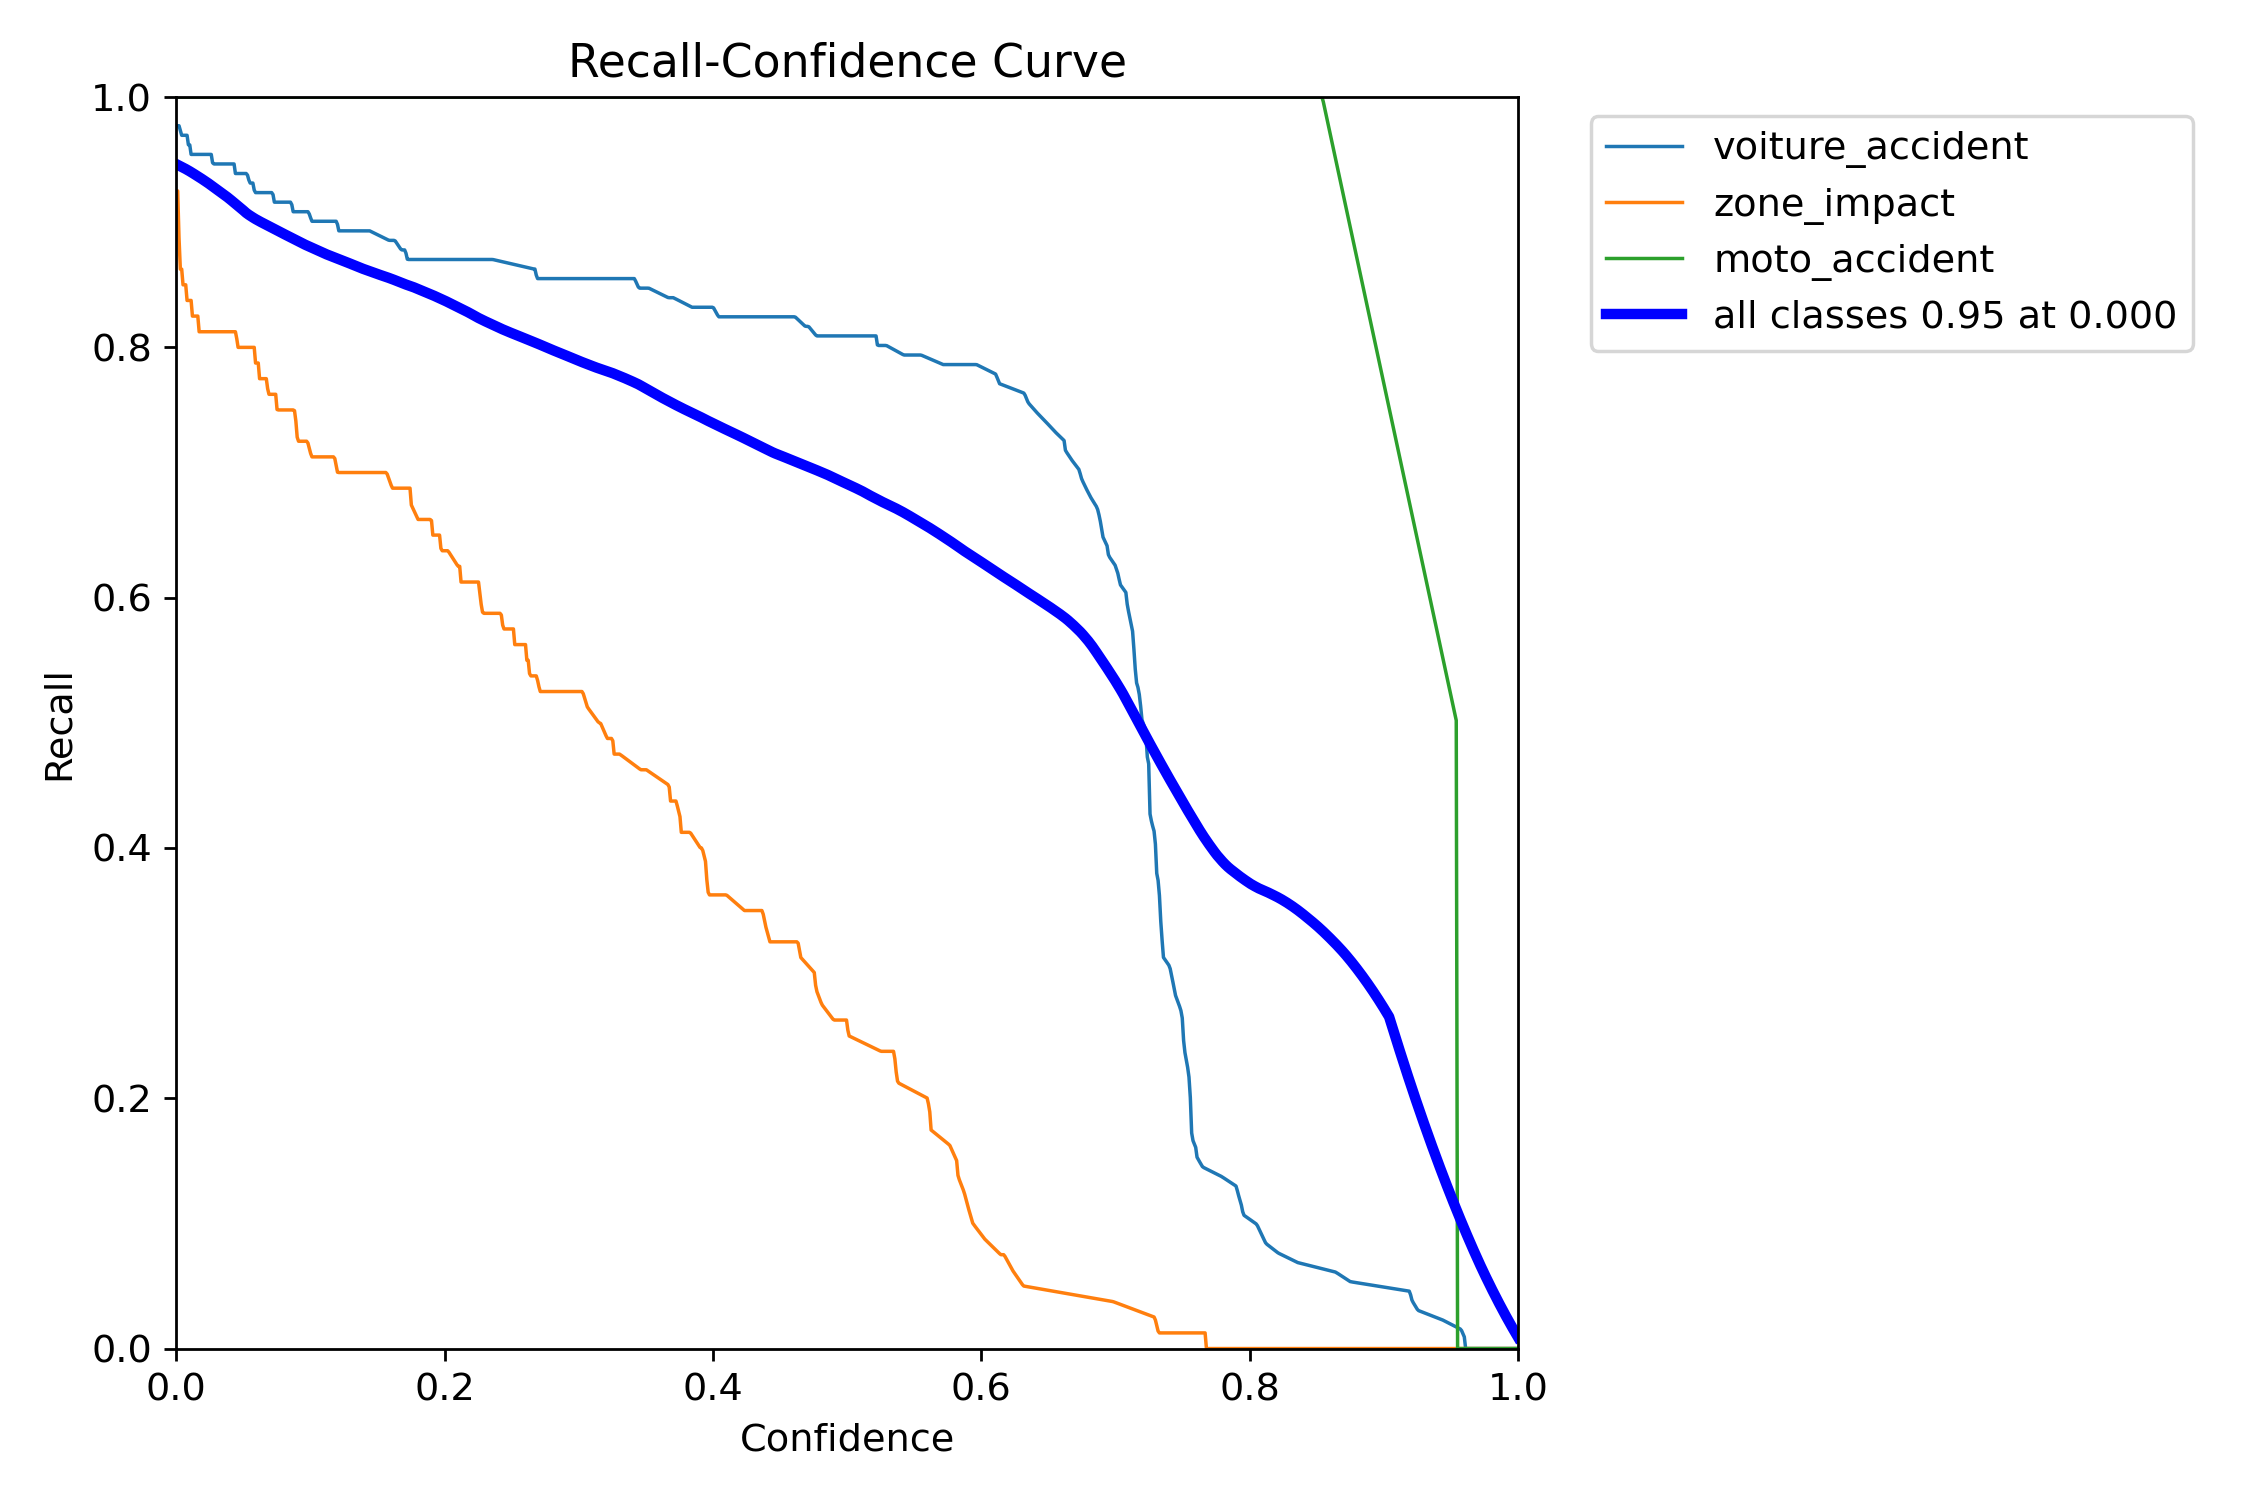 Recall-Confidence Curve
1.0
0.8
0.6
0.4
0.2
0.0
Recall
0.0 0.2 0.4 0.6 0.8 1.0
Confidence
voiture_accident
zone_impact
moto_accident
all classes 0.95 at 0.000